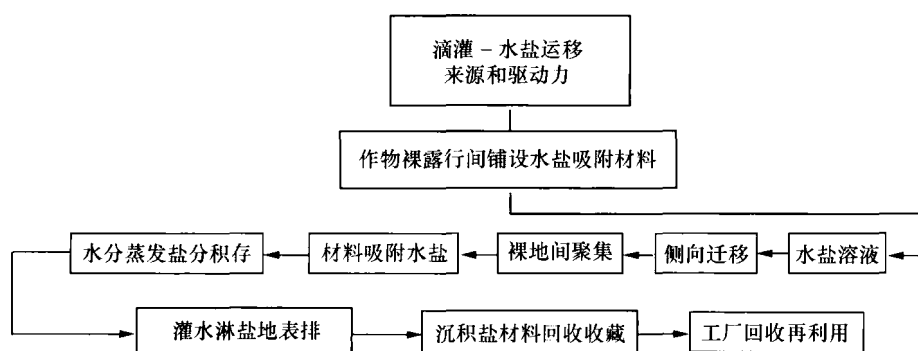 滴灌－水盐运移
来源和驱动力
作物裸露行间铺设水盐吸附材料
水分蒸发盐分积存
材料吸附水盐
裸地间聚集
侧向迁移
水盐溶液
灌水淋盐地表排
沉积盐材料回收收藏
工厂回收再利用